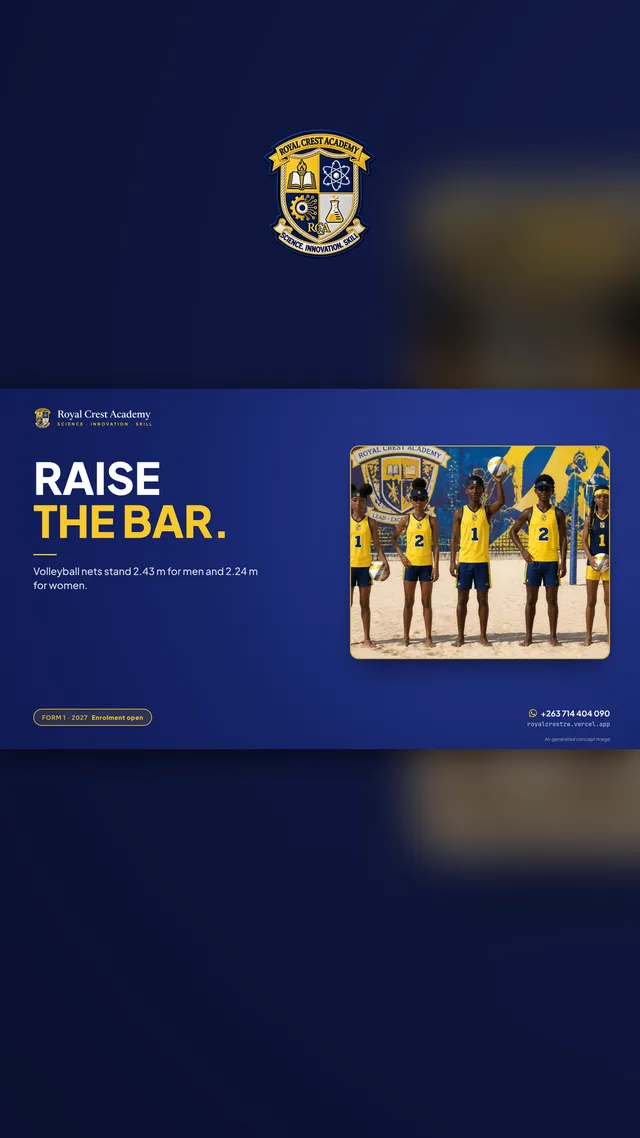 ROYAL CREST ACADEMY
RCA
SCIENCE. INNOVATION. SKILL
Royal Crest Academy
SCIENCE · INNOVATION · SKILL
RAISE
THE BAR.
Volleyball nets stand 2.43 m for men and 2.24 m
for women.
ROYAL CREST ACADEMY
1
2
1
2
1
FORM 1 · 2027 Enrolment open
+263 714 404 090
royalcrestzw.vercel.app
AI-generated concept image